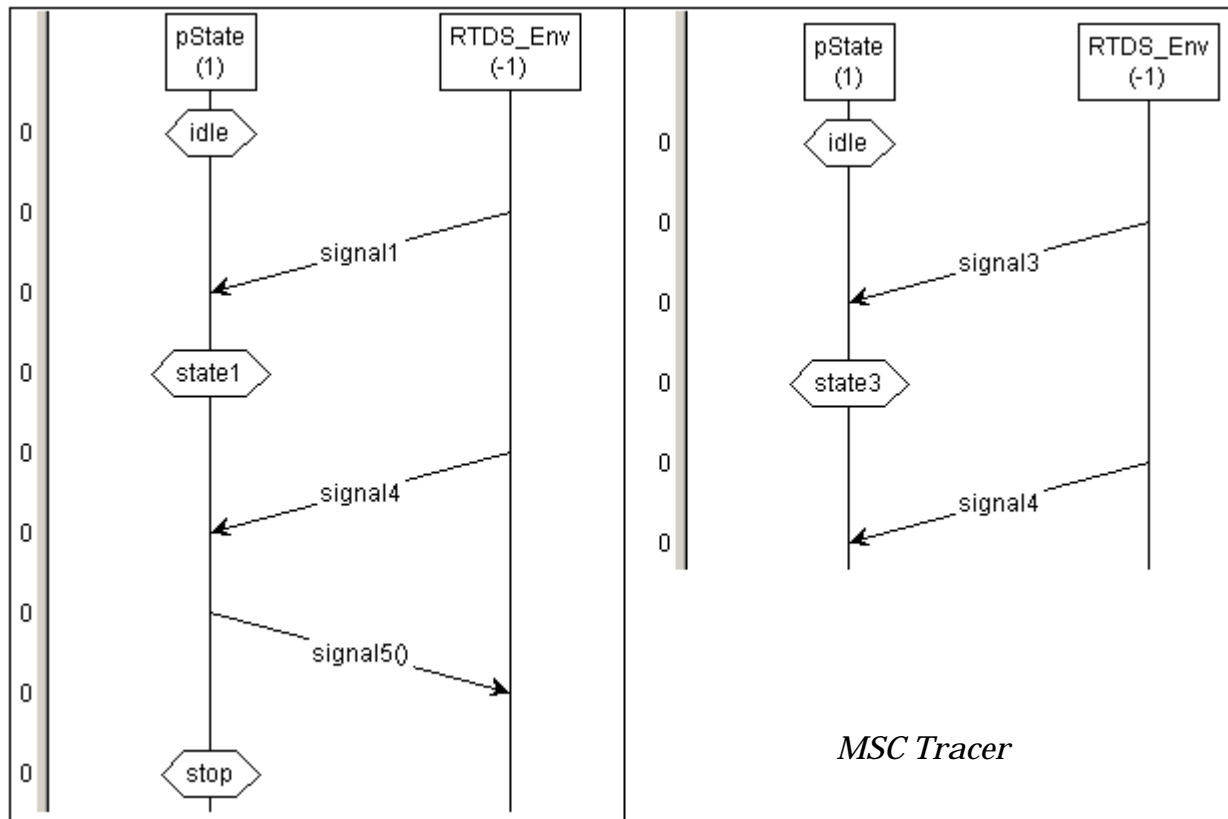 pState
(1)
RTDS_Env
(-1)
0
idle
0
signal1
0
0
state1
0
signal4
0
0
signal5()
0
0
stop
pState
(1)
RTDS_Env
(-1)
0
idle
0
signal3
0
0
state3
0
signal4
0
MSC Tracer